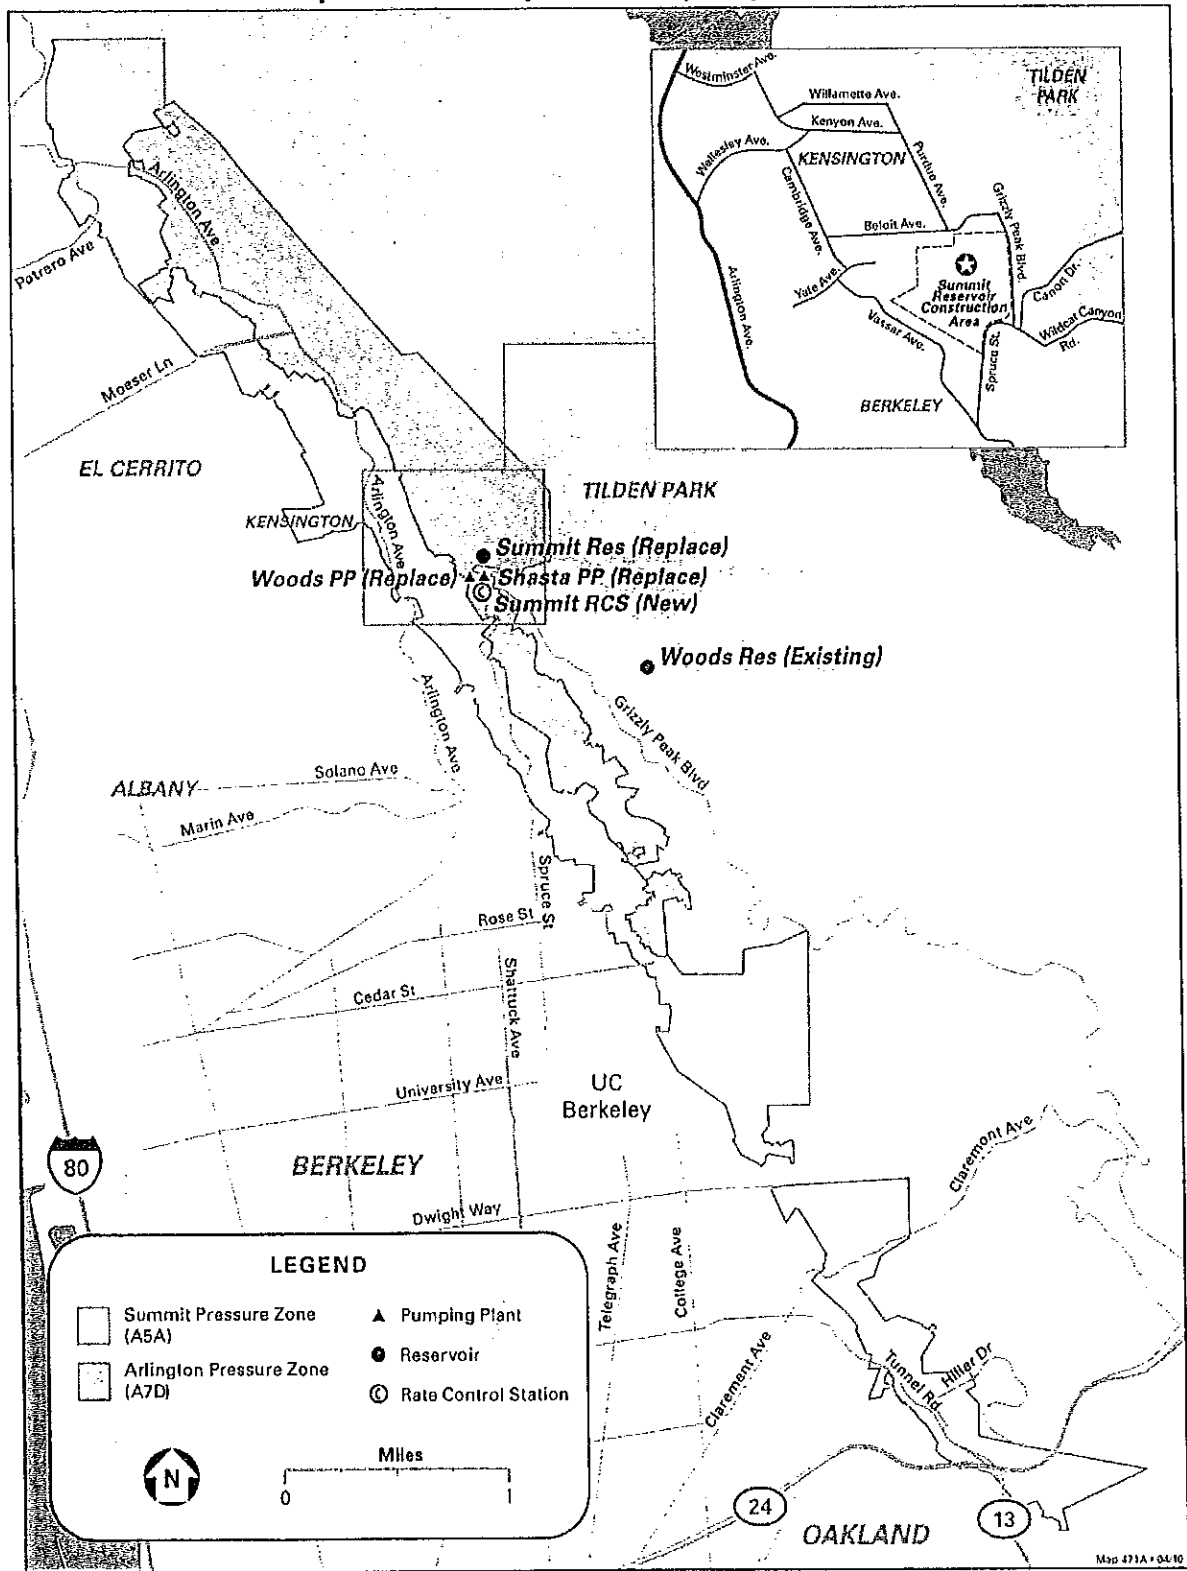 Westminster Ave.
Willamette Ave.
Kenyon Ave.
Wellesley Ave.
KENSINGTON
Purdue Ave.
TILDEN
PARK
Cambridge Ave.
Beloit Ave.
Grizzly Peak Blvd.
Arlington Ave.
Yale Ave.
Summit
Reservoir
Construction
Area
Canon Dr.
Wildcat Canyon
Rd.
Vassar Ave.
Spruce St.
BERKELEY
Arlington Ave
Potrero Ave
Moeser Ln
EL CERRITO
KENSINGTON
Arlington Ave
TILDEN PARK
Summit Res (Replace)
Woods PP (Replace)
Shasta PP (Replace)
C
Summit RCS (New)
Woods Res (Existing)
Arlington Ave
Grizzly Peak Blvd
Solano Ave
ALBANY
Marin Ave
Spruce St
Rose St
Cedar St
Shattuck Ave
University Ave
UC
Berkeley
80
BERKELEY
Claremont Ave
Dwight Way
Telegraph Ave
College Ave
Claremont Ave
Tunnel Rd
Hiller Dr
LEGEND
Summit Pressure Zone
(A5A)
Pumping Plant
Reservoir
Arlington Pressure Zone
(A7D)
C Rate Control Station
N
Miles
0 1
24
13
OAKLAND
Map 471A • 04/10